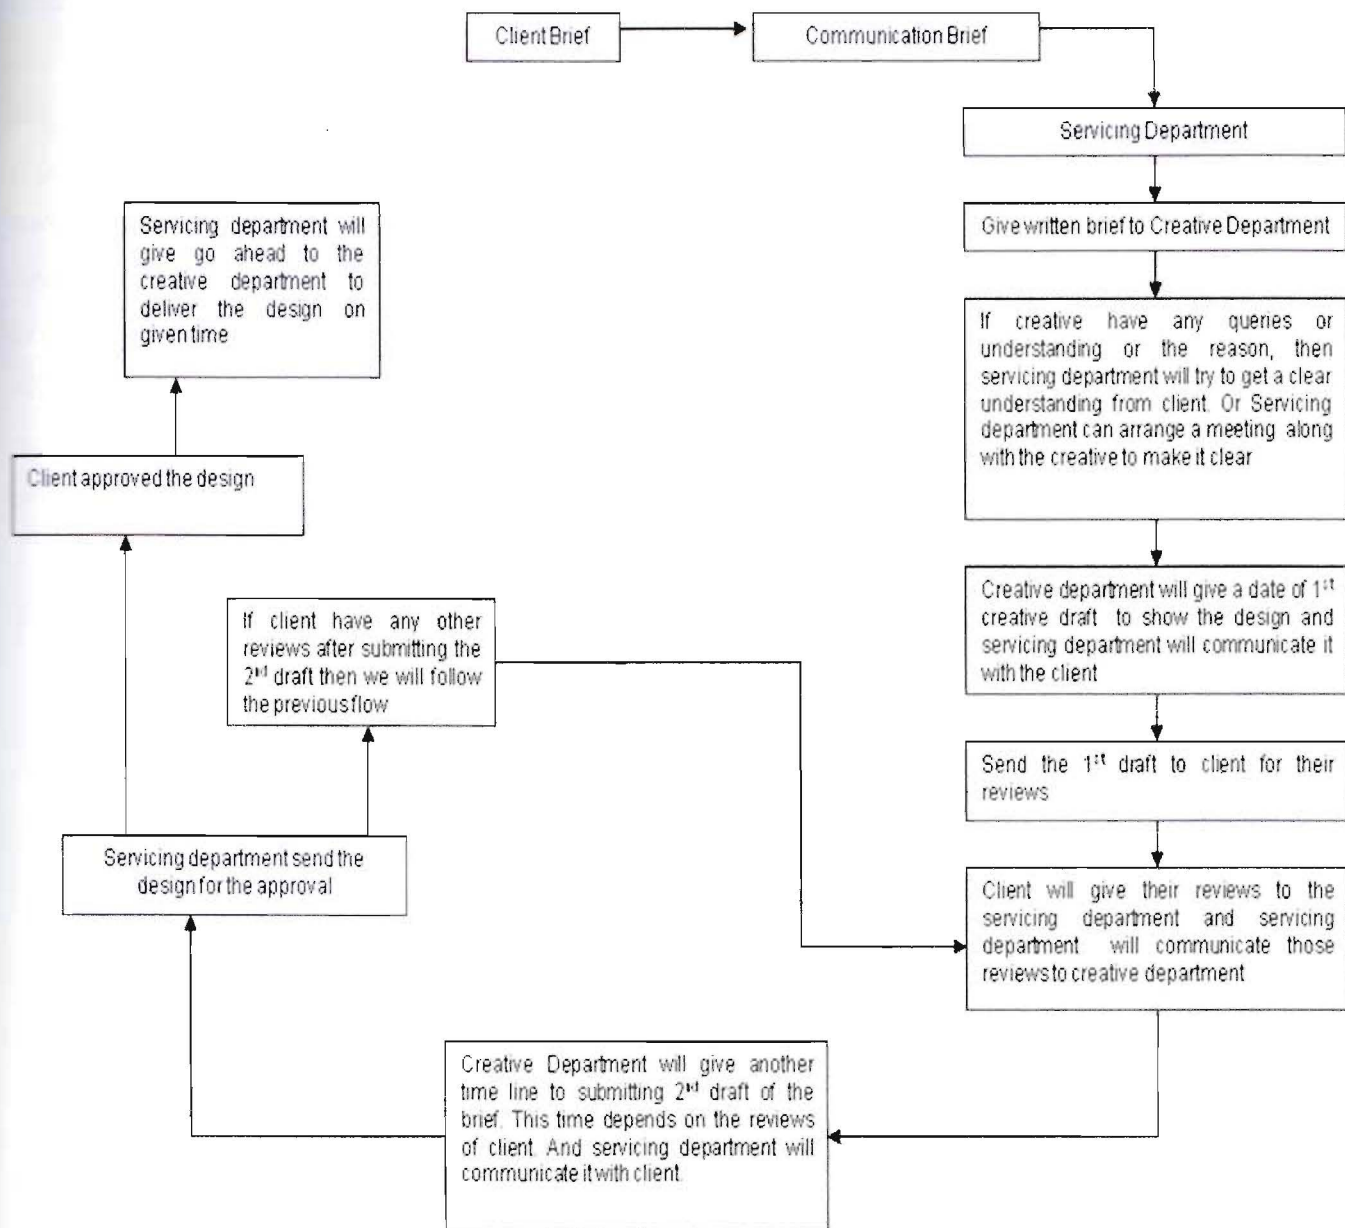 Client Brief
Communication Brief
Servicing Department
Give written brief to Creative Department
If creative have any queries or
understanding or the reason, then
servicing department will try to get a clear
understanding from client. Or Servicing
department can arrange a meeting along
with the creative to make it clear
Creative department will give a date of 1st
creative draft to show the design and
servicing department will communicate it
with the client
Send the 1st draft to client for their
reviews
Client will give their reviews to the
servicing department and servicing
department will communicate those
reviews to creative department
Creative Department will give another
time line to submitting 2nd draft of the
brief. This time depends on the reviews
of client. And servicing department will
communicate it with client.
Servicing department send the
design for the approval
If client have any other
reviews after submitting the
2nd draft then we will follow
the previous flow
Client approved the design
Servicing department will
give go ahead to the
creative department to
deliver the design on
given time